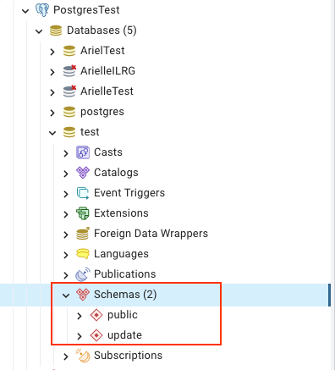 PostgresTest
Databases (5)
ArielTest
ArielleILRG
ArielleTest
postgres
test
Casts
Catalogs
Event Triggers
Extensions
Foreign Data Wrappers
Languages
Publications
Schemas (2)
public
update
Subscriptions